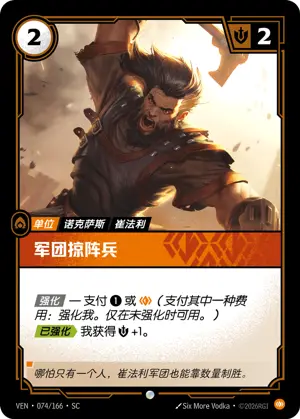 2
2
单位 诺克萨斯 崔法利
军团掠阵兵
强化 — 支付 1 或 （支付其中一种费
用：强化我。仅在未强化时可用。）
已强化 我获得 +1。
哪怕只有一个人，崔法利军团也能靠数量制胜。
VEN • 074/166 • SC
Six More Vodka • ©2026RGI